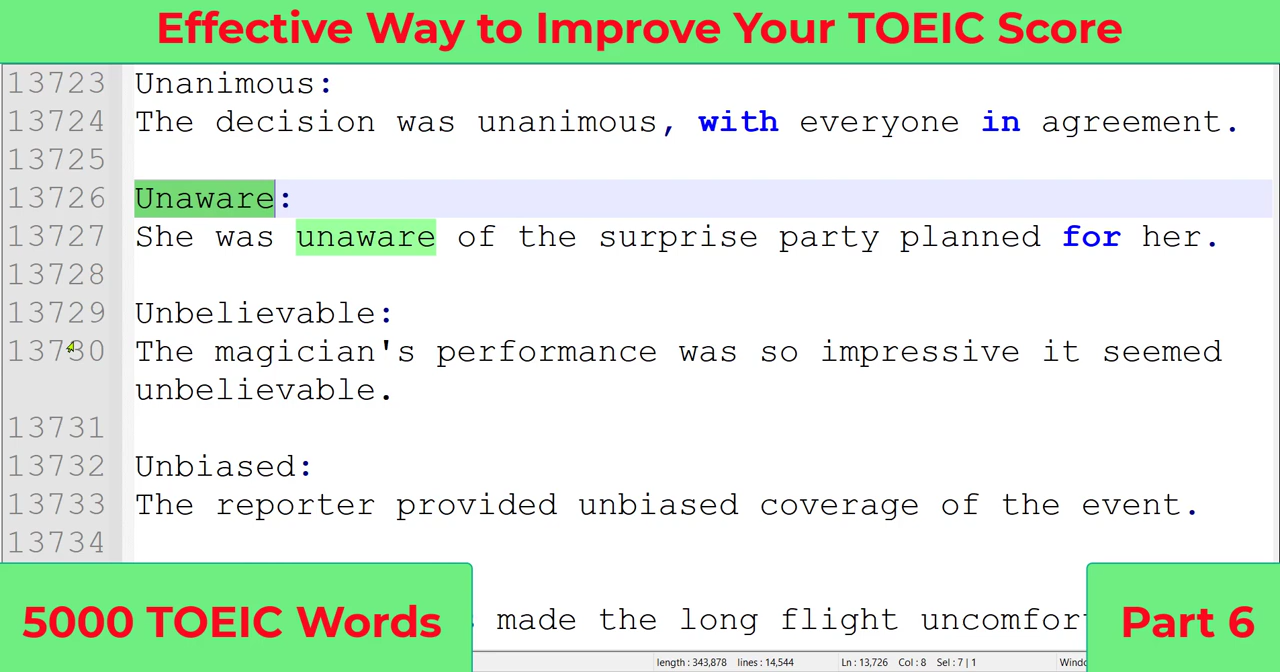 Effective Way to Improve Your TOEIC Score
13723 Unanimous:
13724 The decision was unanimous, with everyone in agreement.
13725
13726 Unaware:
13727 She was unaware of the surprise party planned for her.
13728
13729 Unbelievable:
13730 The magician's performance was so impressive it seemed
unbelievable.
13731
13732 Unbiased:
13733 The reporter provided unbiased coverage of the event.
13734
made the long flight
5000 TOEIC Words
Part 6
length : 343,878 lines : 14,544 Ln : 13,726 Col : 8 Sel : 7 | 1